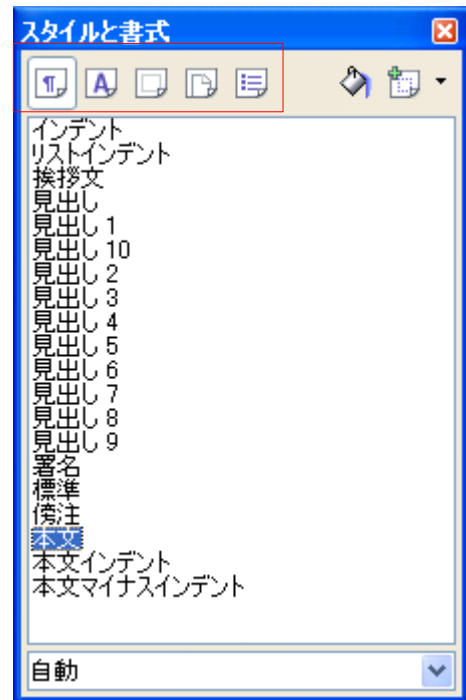 スタイルと書式
インデント
リストインデント
挨拶文
見出し
見出し 1
見出し 10
見出し 2
見出し 3
見出し 4
見出し 5
見出し 6
見出し 7
見出し 8
見出し 9
署名
標準
傍注
本文
本文インデント
本文マイナスインデント
自動